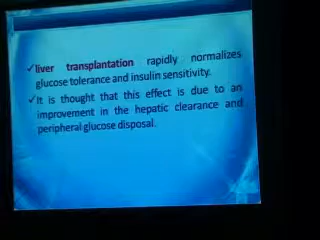 ✓liver transplantation rapidly normalizes
glucose tolerance and insulin sensitivity.
✓It is thought that this effect is due to an
improvement in the hepatic clearance and
peripheral glucose disposal.